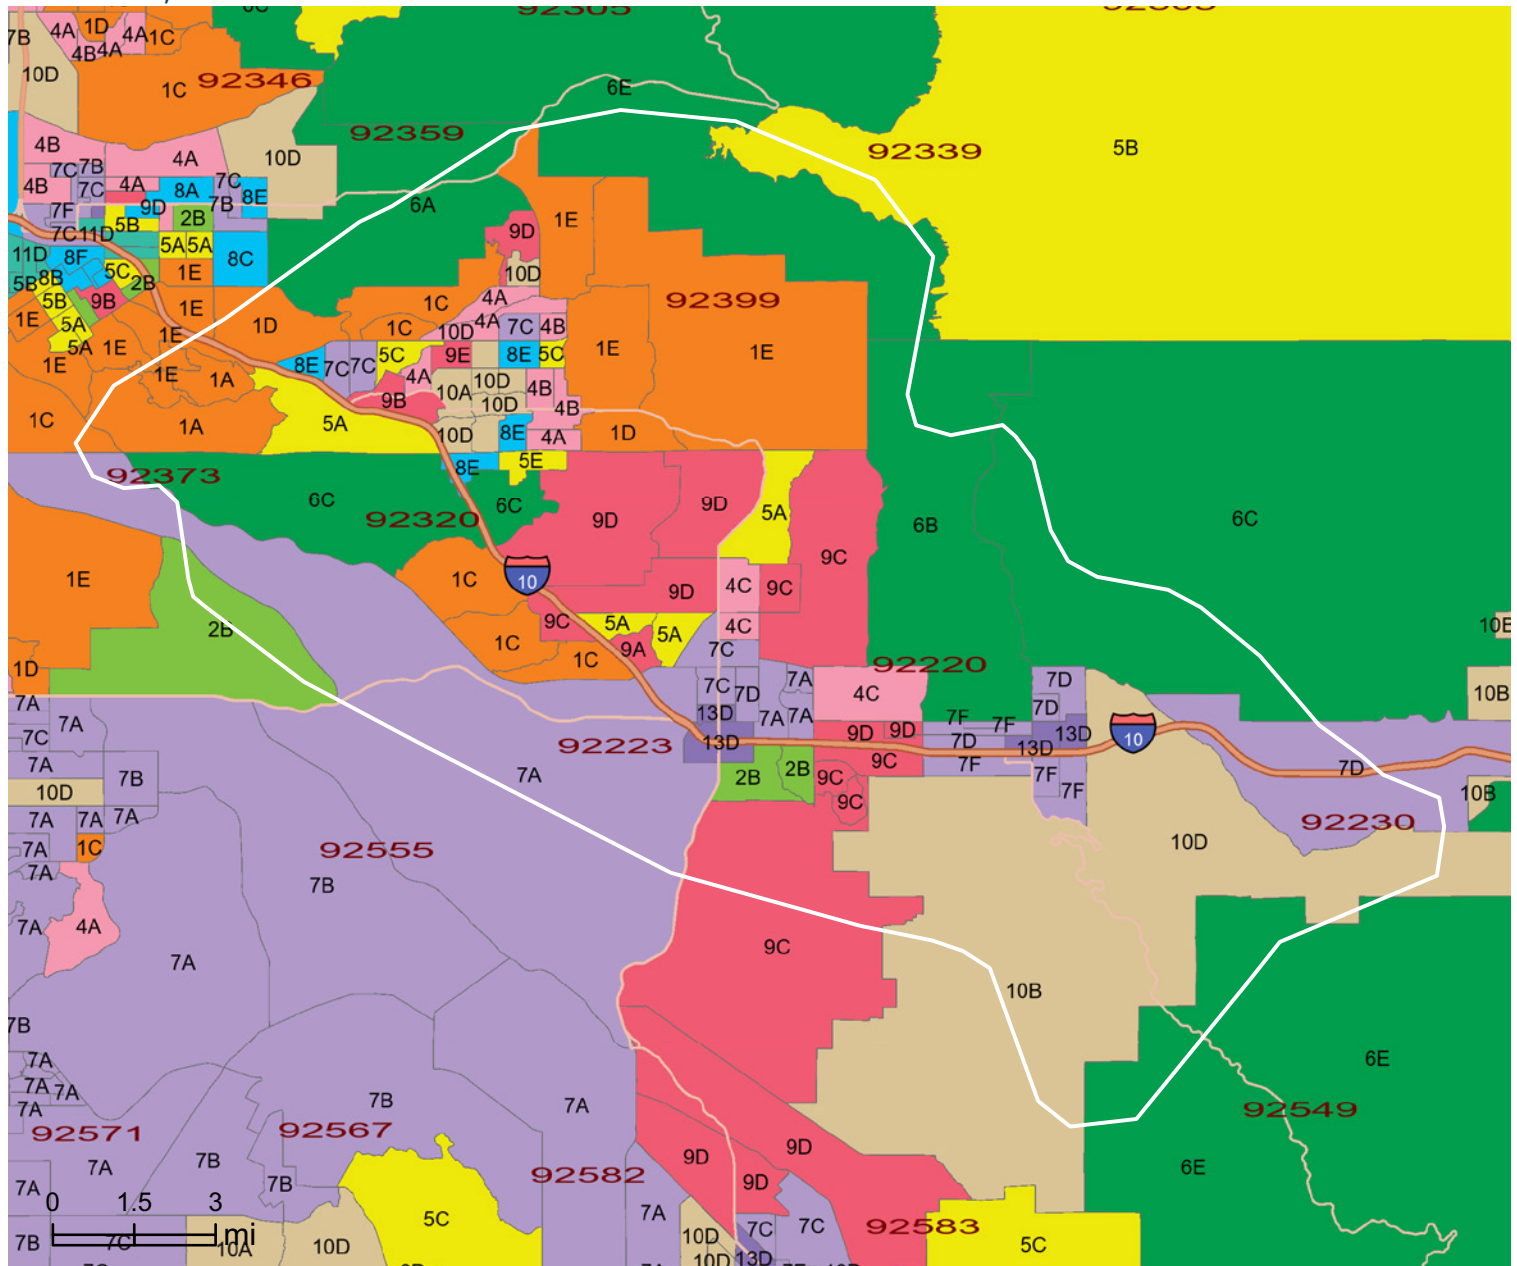 92305
7B 4A 1D 4A 1C
4B 4A
10D
1C 92346
6E
92359
92339 5B
4B 4A 10D
7C 7B
4B 7C 4A 8A 7C 8E
7F 9D 2B 7B
5B
7C 11D
11D 8F 5A 5A 8C
5B 8B 5C 2B 1E
5B 9B 1E
1E 5A 1E 1D
5A 1E
1E 1E 1A
1C 1A
6A
9D 1E
10D
1C 4A 92399
1C 10D 4A 7C 4B
8E 7C 7C 5C 9E 8E 5C 1E 1E
4A 10A 10D 4B
9B 10D 4B
5A 10D 8E 4A 1D
92373 8E 5E
6C 92320 6C 9D 9D 5A 9C 6B 6C
1E 1C 10
9D 4C 9C
2B 1C 9C 5A 5A 4C
1C 9A 7C
1D 92220
10E
7A 7C 7D 7A 4C 7D 10B
7A 13D 7A 7A 7D
7C 92223 13D 9D 9D 7F 7F 13D 13D 10
7A 7B 7A 2B 2B 9C 7D 7F 7D
10D 9C 9C 7F 7F 10B
7A 7A 7A 92230
7A 1C 92555 10D
7A 7B
7A 4A
7A 9C
10B
7B
7A 6E
7A 7A
7A 7B 7A 92549
92571 92567
7A 7B 9D 9D 6E
7A 7B 92582 9D
0 1.5 3
mi
7A 7C 7C 92583
5C 5C
7B 7C 10A 10D 10D
10D 13D